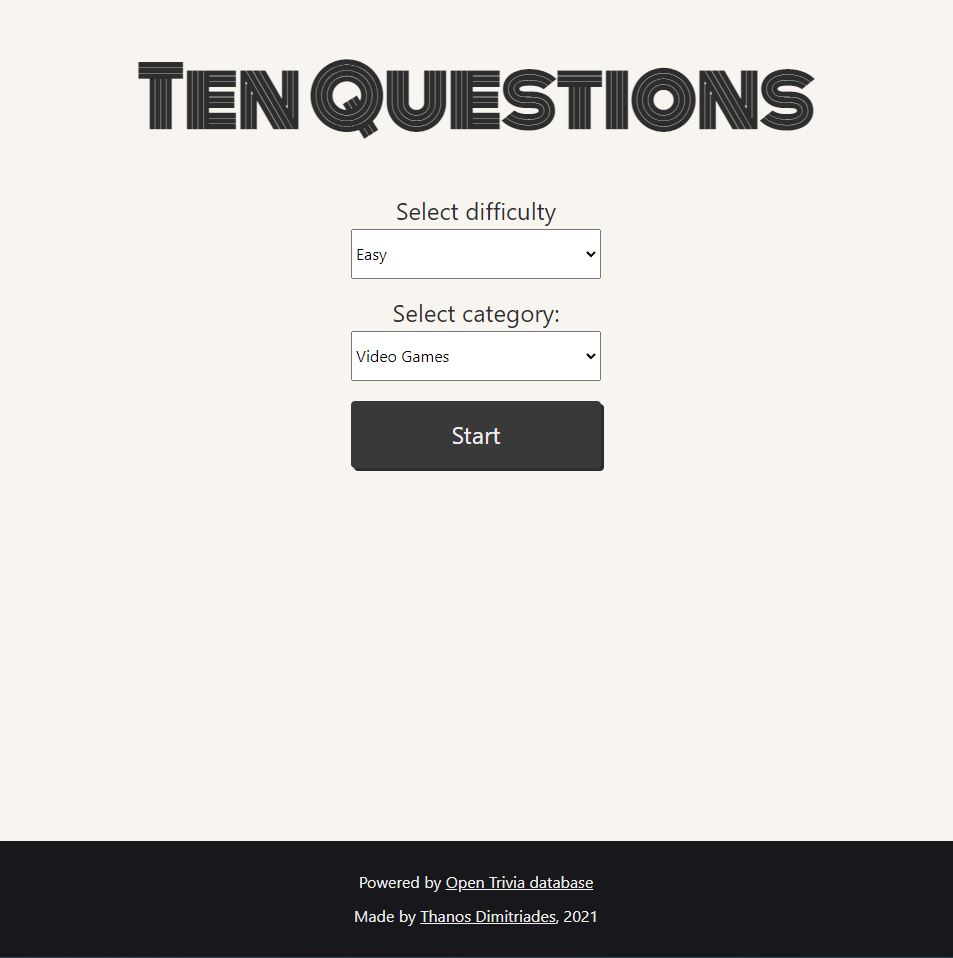 Ten Questions
Select difficulty
Easy
Select category:
Video Games
Start
Powered by Open Trivia database
Made by Thanos Dimitriades, 2021